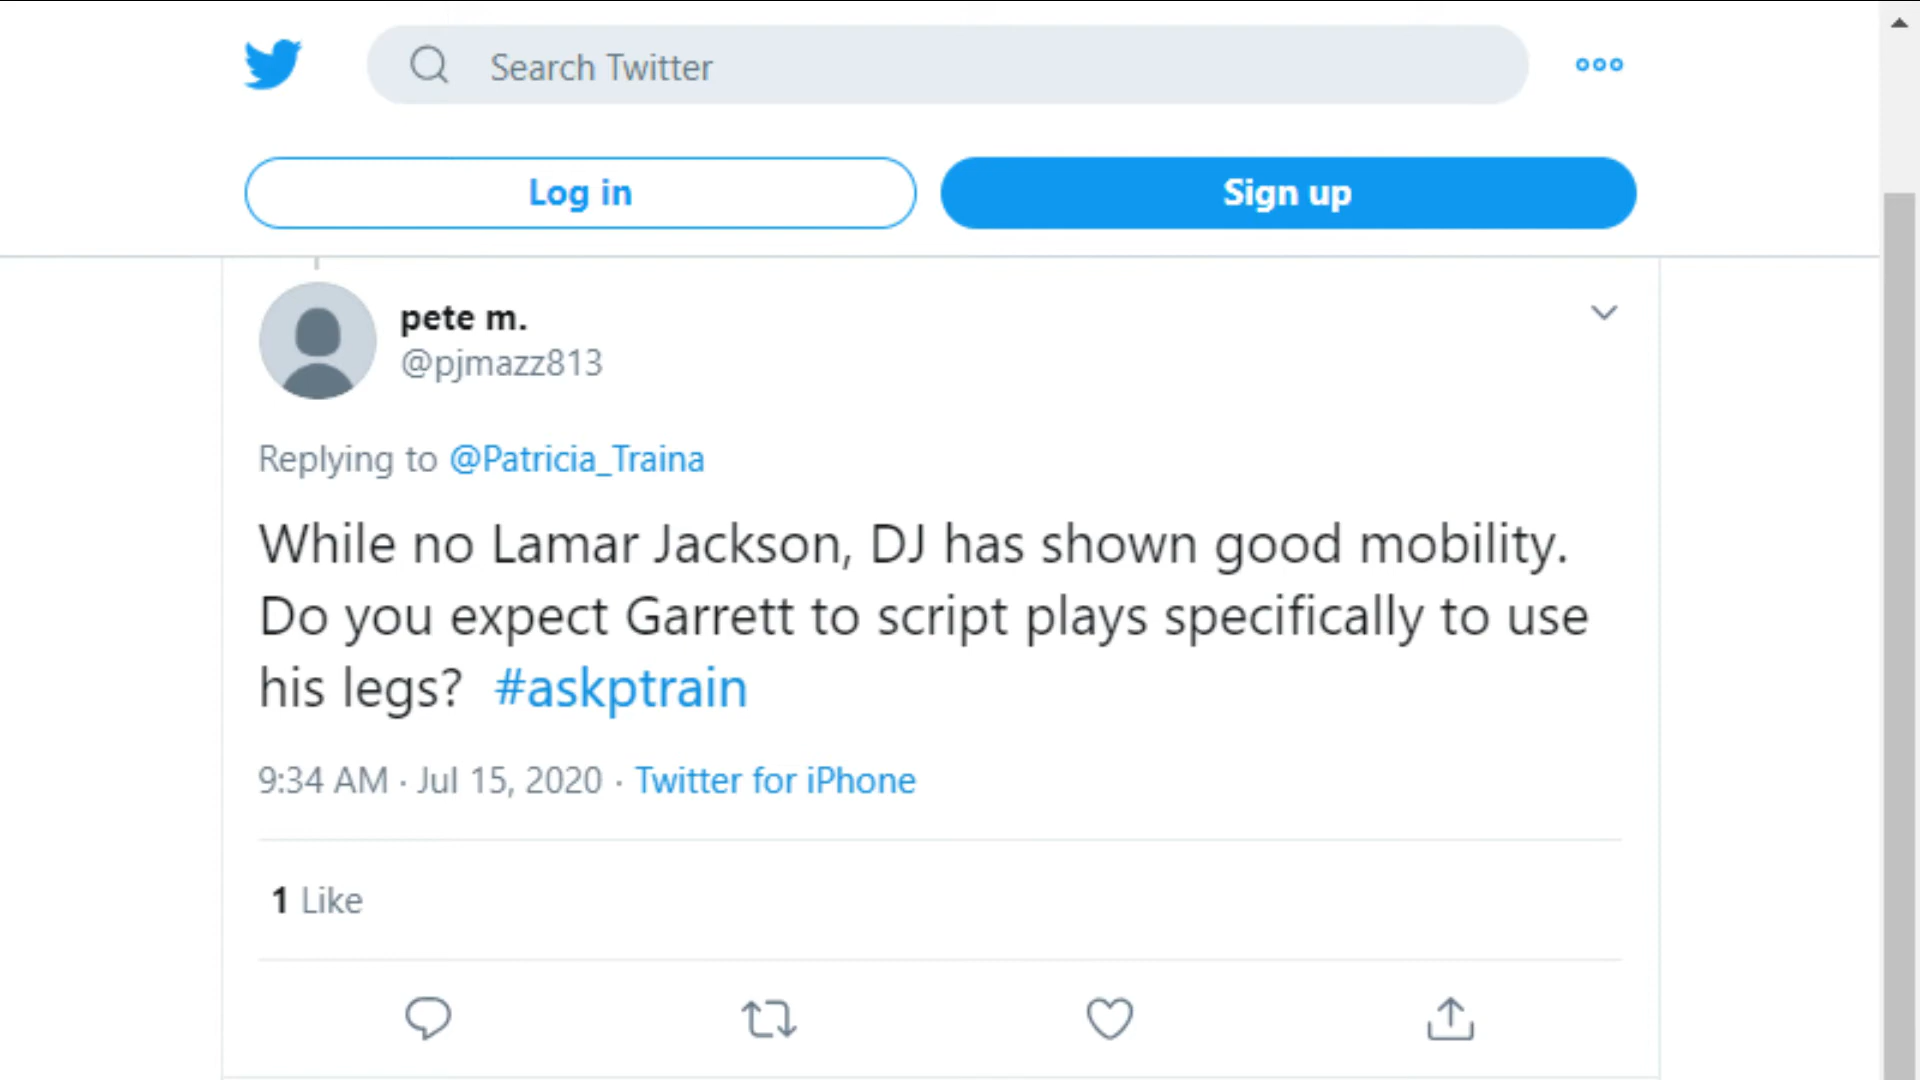 Search Twitter
Log in
Sign up
pete m.
@pjmazz813
Replying to @Patricia_Traina
While no Lamar Jackson, DJ has shown good mobility.
Do you expect Garrett to script plays specifically to use
his legs? #askptrain
9:34 AM · Jul 15, 2020 · Twitter for iPhone
1 Like